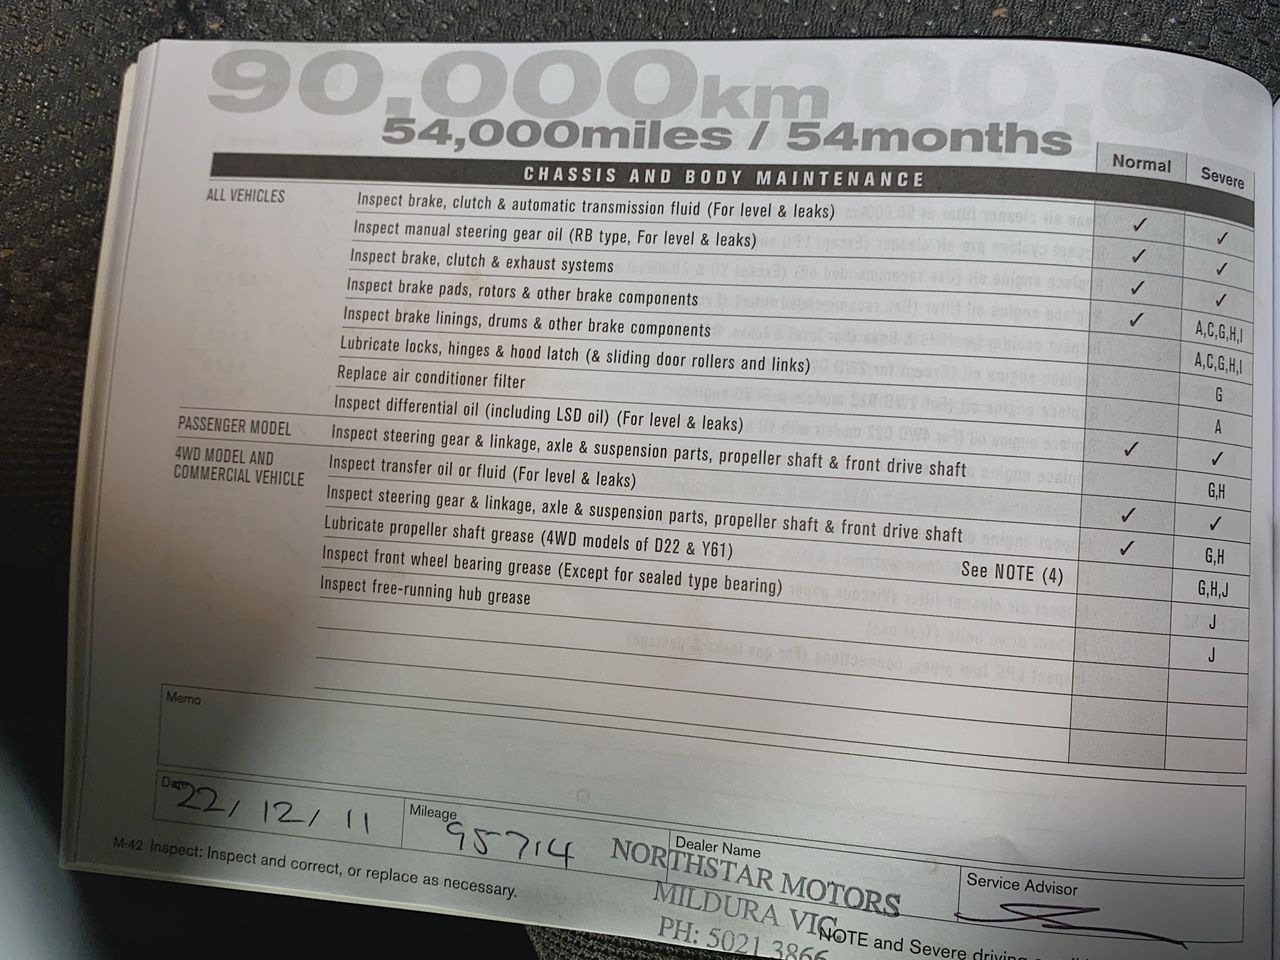 90,000km
54,000miles / 54months
Normal Severe
CHASSIS AND BODY MAINTENANCE
ALL VEHICLES Inspect brake, clutch & automatic transmission fluid (For level & leaks) ✓ ✓
Inspect manual steering gear oil (RB type, For level & leaks) ✓ ✓
Inspect brake, clutch & exhaust systems ✓ ✓
Inspect brake pads, rotors & other brake components ✓ A,C,G,H,I
Inspect brake linings, drums & other brake components A,C,G,H,I
Lubricate locks, hinges & hood latch (& sliding door rollers and links) G
Replace air conditioner filter A
Inspect differential oil (including LSD oil) (For level & leaks) ✓ ✓
PASSENGER MODEL Inspect steering gear & linkage, axle & suspension parts, propeller shaft & front drive shaft G,H
4WD MODEL AND COMMERCIAL VEHICLE Inspect transfer oil or fluid (For level & leaks) ✓ ✓
Inspect steering gear & linkage, axle & suspension parts, propeller shaft & front drive shaft ✓ G,H
Lubricate propeller shaft grease (4WD models of D22 & Y61) See NOTE (4) G,H,J
Inspect front wheel bearing grease (Except for sealed type bearing) J
Inspect free-running hub grease J
Memo
Date 22/12/11 Mileage 95714 Dealer Name Service Advisor
NORTHSTAR MOTORS
MILDURA VIC.
PH: 5021 3866
M-42 Inspect: Inspect and correct, or replace as necessary.
NOTE and Severe driving